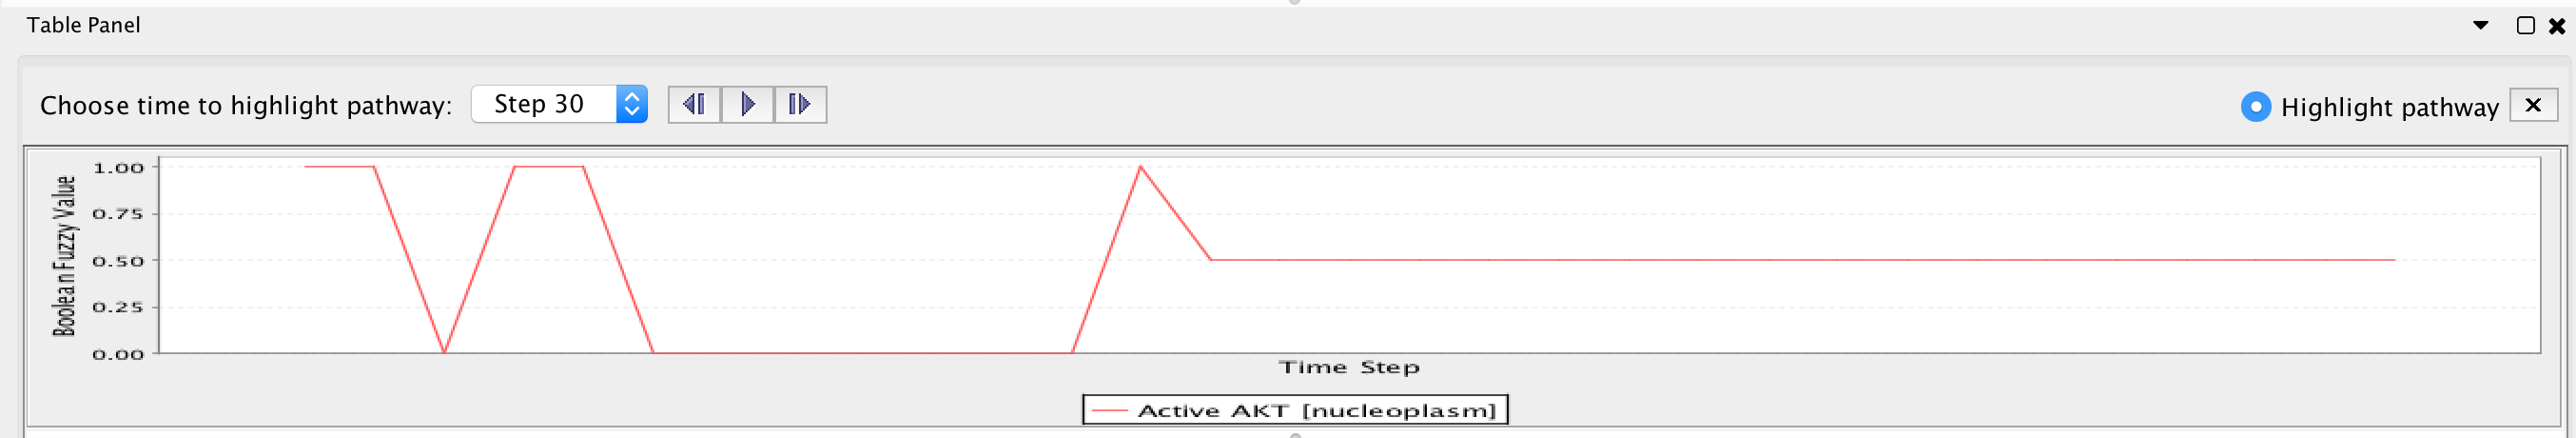 Table Panel
Choose time to highlight pathway: Step 30
Highlight pathway
Boolean Fuzzy Value
1.00
0.75
0.50
0.25
0.00
Time Step
Active AKT [nucleoplasm]